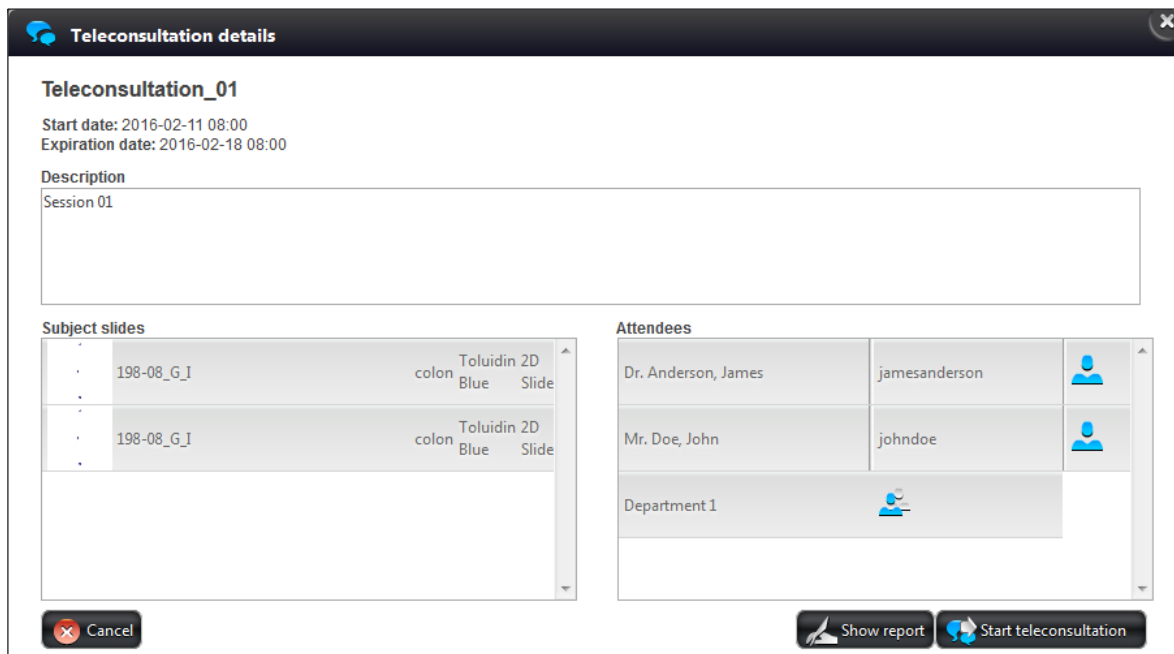 Teleconsultation details
Teleconsultation_01
Start date: 2016-02-11 08:00
Expiration date: 2016-02-18 08:00
Description
Session 01
Subject slides
198-08_G_I colon Toluidin Blue 2D Slide
198-08_G_I colon Toluidin Blue 2D Slide
Attendees
Dr. Anderson, James jamesanderson
Mr. Doe, John johndoe
Department 1
Cancel
Show report
Start teleconsultation